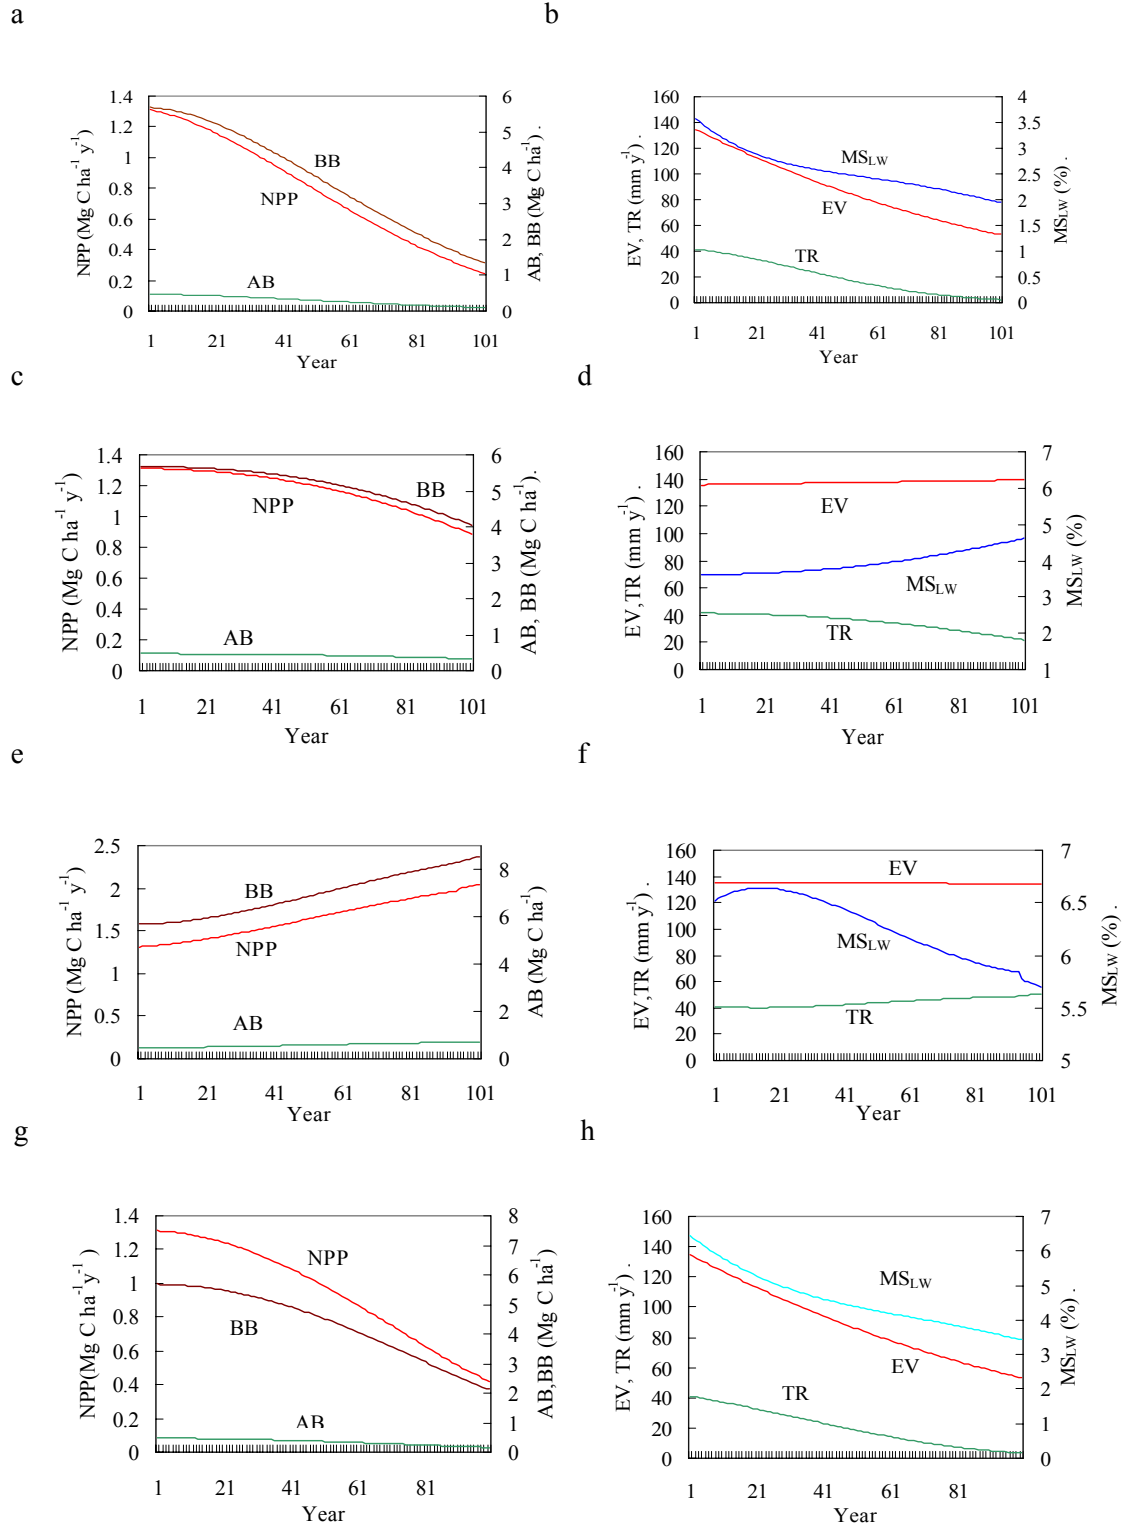 a
NPP (Mg C ha-1 y-1)
1.4
1.2
1
0.8
0.6
0.4
0.2
0
BB
NPP
AB
6
5
4
3
2
1
0
AB, BB (Mg C ha-1) .
1 21 41 61 81 101
Year
b
EV, TR (mm y-1) .
160
140
120
100
80
60
40
20
0
MSLW
EV
TR
4
3.5
3
2.5
2
1.5
1
0.5
0
MSLW (%) .
1 21 41 61 81 101
Year
c
NPP (Mg C ha-1 y-1)
1.4
1.2
1
0.8
0.6
0.4
0.2
0
BB
NPP
AB
6
5
4
3
2
1
0
AB, BB (Mg C ha-1).
1 21 41 61 81 101
Year
d
EV,TR (mm y-1) .
160
140
120
100
80
60
40
20
0
EV
MSLW
TR
7
6
5
4
3
2
1
MSLW (%)
1 21 41 61 81 101
Year
e
NPP (Mg C ha-1 y-1)
2.5
2
1.5
1
0.5
0
BB
NPP
AB
8
6
4
2
0
AB (Mg C ha-1)
1 21 41 61 81 101
Year
f
EV,TR (mm y-1) .
160
140
120
100
80
60
40
20
0
EV
MSLW
TR
7
6.5
6
5.5
5
MSLW (%) .
1 21 41 61 81 101
Year
g
NPP(Mg C ha-1 y-1)
1.4
1.2
1
0.8
0.6
0.4
0.2
0
NPP
BB
AB
8
7
6
5
4
3
2
1
0
AB,BB (Mg C ha-1)
1 21 41 61 81
Year
h
EV, TR (mm y-1) .
160
140
120
100
80
60
40
20
0
MSLW
EV
TR
7
6
5
4
3
2
1
0
MSLW (%) .
1 21 41 61 81 101
Year